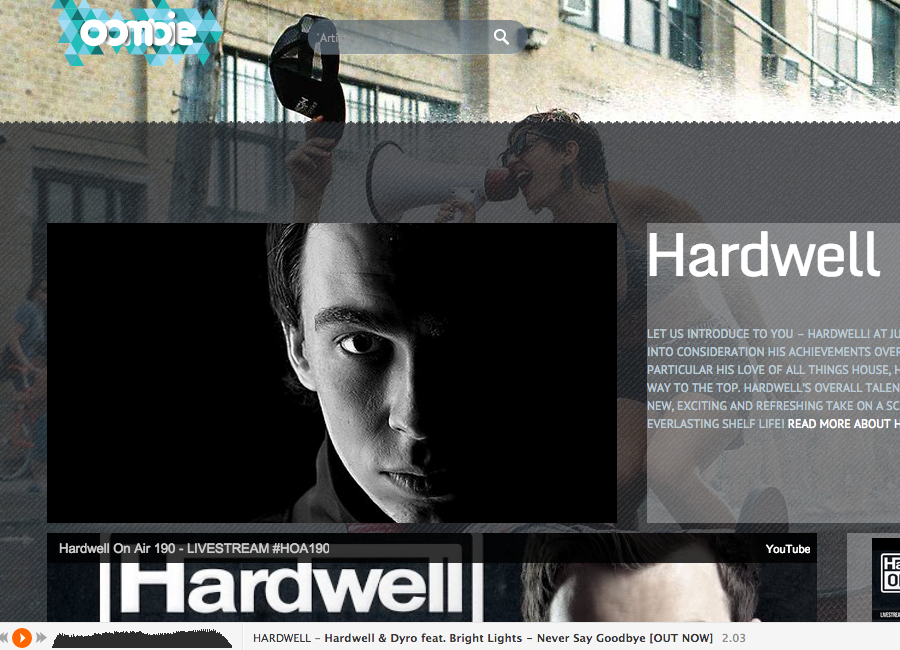 oombie
'Arti
Hardwell
LET US INTRODUCE TO YOU – HARDWELL! AT JU
INTO CONSIDERATION HIS ACHIEVEMENTS OVER
PARTICULAR HIS LOVE OF ALL THINGS HOUSE, H
WAY TO THE TOP. HARDWELL'S OVERALL TALEN
NEW, EXCITING AND REFRESHING TAKE ON A SC
EVERLASTING SHELF LIFE! READ MORE ABOUT H
Hardwell On Air 190 - LIVESTREAM #HOA190
YouTube
Hardwell
HARDWELL – Hardwell & Dyro feat. Bright Lights – Never Say Goodbye [OUT NOW] 2.03